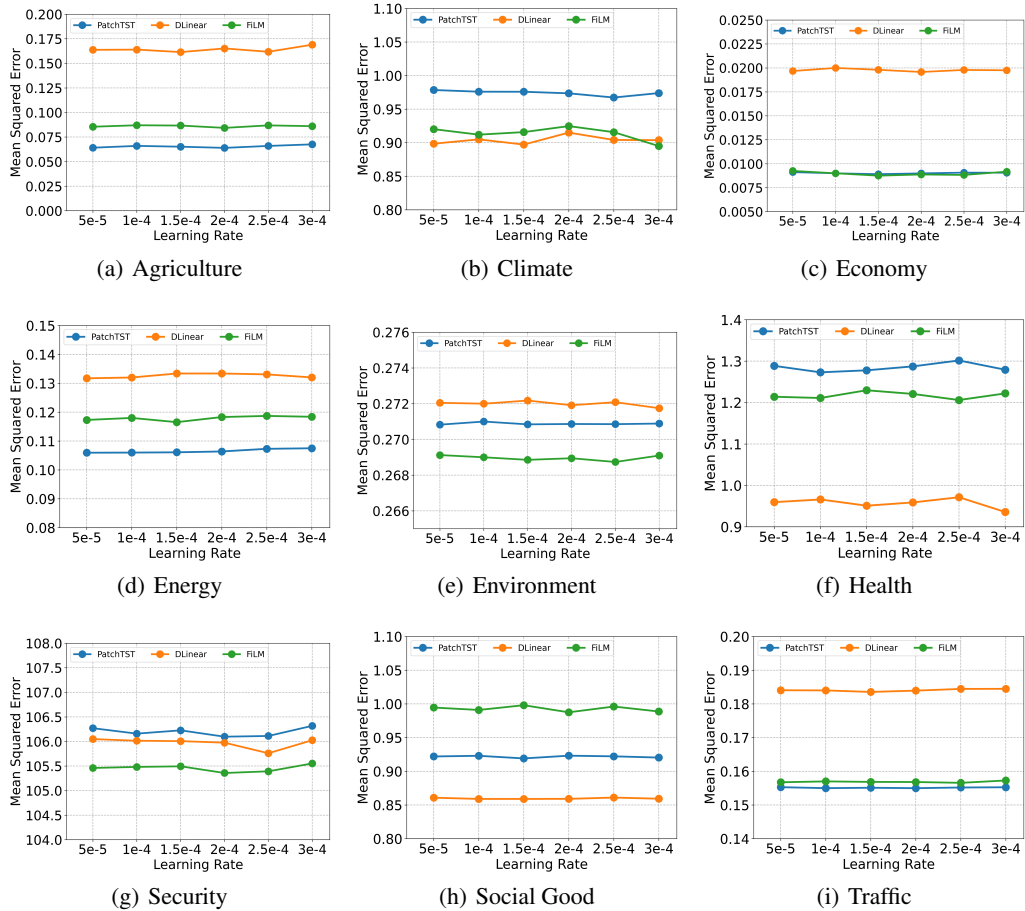 PatchTST DLinear FiLM
Mean Squared Error
0.200
0.175
0.150
0.125
0.100
0.075
0.050
0.025
0.000
5e-5 1e-4 1.5e-4 2e-4 2.5e-4 3e-4
Learning Rate
(a) Agriculture
PatchTST DLinear FiLM
Mean Squared Error
1.10
1.05
1.00
0.95
0.90
0.85
0.80
5e-5 1e-4 1.5e-4 2e-4 2.5e-4 3e-4
Learning Rate
(b) Climate
PatchTST DLinear FiLM
Mean Squared Error
0.0250
0.0225
0.0200
0.0175
0.0150
0.0125
0.0100
0.0075
0.0050
5e-5 1e-4 1.5e-4 2e-4 2.5e-4 3e-4
Learning Rate
(c) Economy
PatchTST DLinear FiLM
Mean Squared Error
0.15
0.14
0.13
0.12
0.11
0.10
0.09
0.08
5e-5 1e-4 1.5e-4 2e-4 2.5e-4 3e-4
Learning Rate
(d) Energy
PatchTST DLinear FiLM
Mean Squared Error
0.276
0.274
0.272
0.270
0.268
0.266
5e-5 1e-4 1.5e-4 2e-4 2.5e-4 3e-4
Learning Rate
(e) Environment
PatchTST DLinear FiLM
Mean Squared Error
1.4
1.3
1.2
1.1
1.0
0.9
5e-5 1e-4 1.5e-4 2e-4 2.5e-4 3e-4
Learning Rate
(f) Health
PatchTST DLinear FiLM
Mean Squared Error
108.0
107.5
107.0
106.5
106.0
105.5
105.0
104.5
104.0
5e-5 1e-4 1.5e-4 2e-4 2.5e-4 3e-4
Learning Rate
(g) Security
PatchTST DLinear FiLM
Mean Squared Error
1.10
1.05
1.00
0.95
0.90
0.85
0.80
5e-5 1e-4 1.5e-4 2e-4 2.5e-4 3e-4
Learning Rate
(h) Social Good
PatchTST DLinear FiLM
Mean Squared Error
0.20
0.19
0.18
0.17
0.16
0.15
0.14
5e-5 1e-4 1.5e-4 2e-4 2.5e-4 3e-4
Learning Rate
(i) Traffic